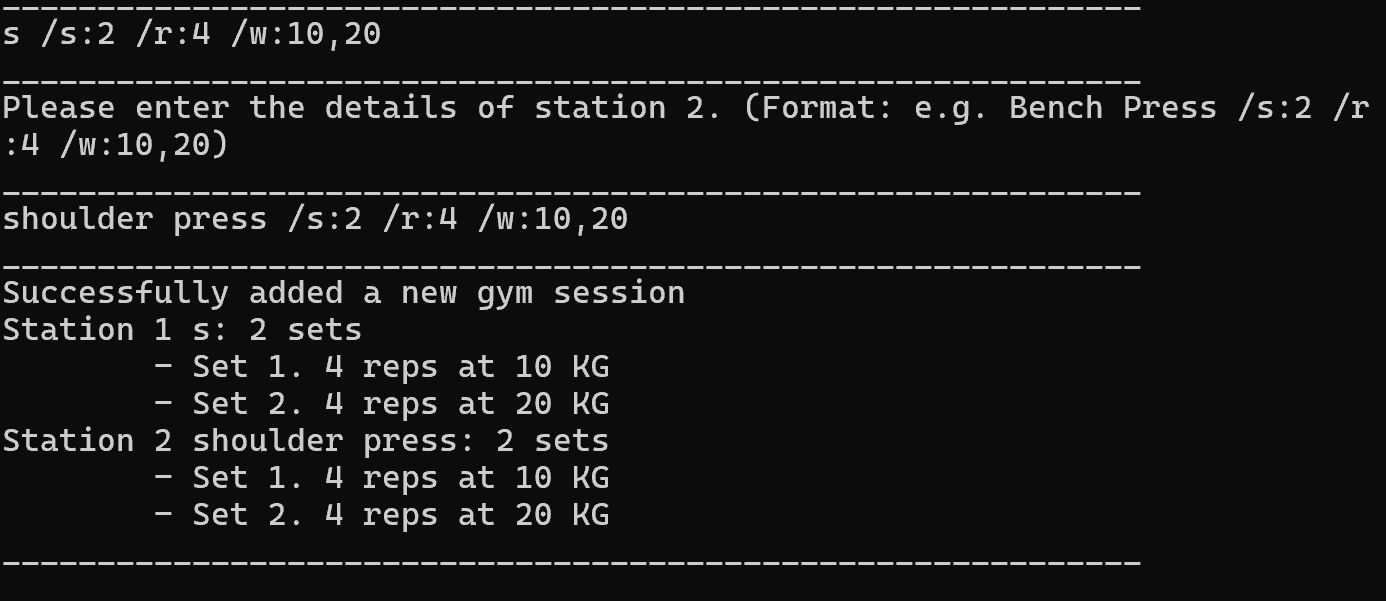 ____________________________________________________________
s /s:2 /r:4 /w:10,20
____________________________________________________________
Please enter the details of station 2. (Format: e.g. Bench Press /s:2 /r
:4 /w:10,20)
____________________________________________________________
shoulder press /s:2 /r:4 /w:10,20
____________________________________________________________
Successfully added a new gym session
Station 1 s: 2 sets
        - Set 1. 4 reps at 10 KG
        - Set 2. 4 reps at 20 KG
Station 2 shoulder press: 2 sets
        - Set 1. 4 reps at 10 KG
        - Set 2. 4 reps at 20 KG
____________________________________________________________